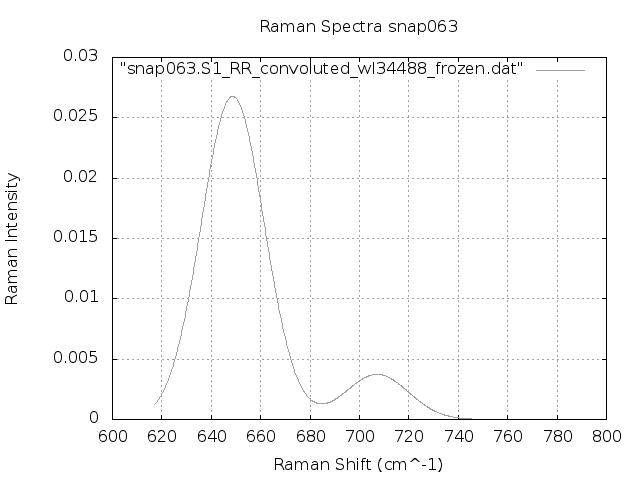 Raman Spectra snap063
0.03
"snap063.S1_RR_convoluted_wl34488_frozen.dat"
0.025
0.02
0.015
0.01
0.005
0
Raman Intensity
600 620 640 660 680 700 720 740 760 780 800
Raman Shift (cm^-1)